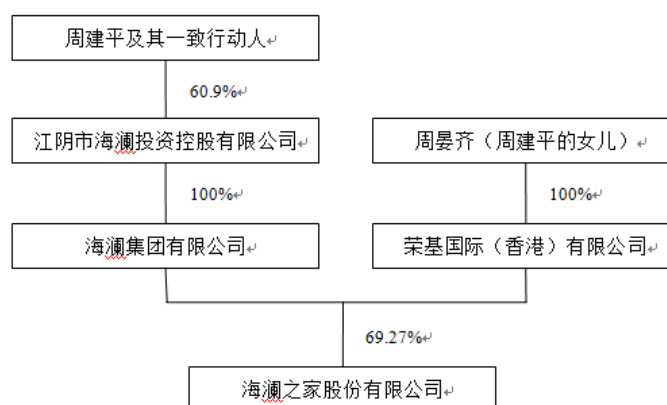 周建平及其一致行动人
60.9%
江阴市海澜投资控股有限公司
周晏齐（周建平的女儿）
100%
100%
海澜集团有限公司
荣基国际（香港）有限公司
69.27%
海澜之家股份有限公司